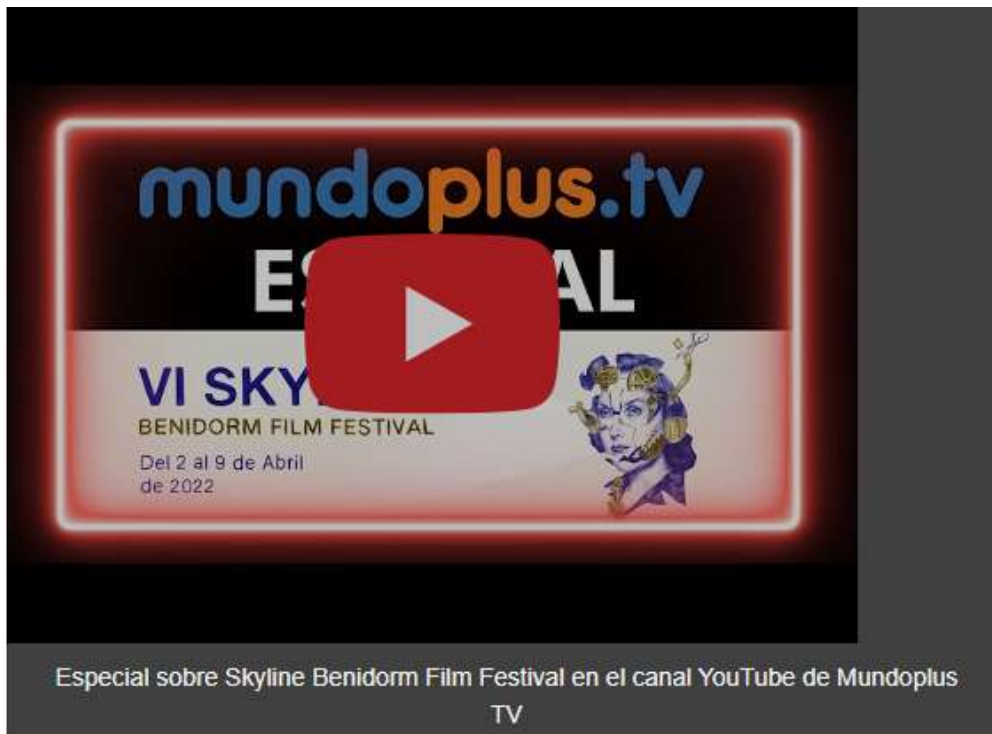 mundoplus.tv
VI SKY
BENIDORM FILM FESTIVAL
Del 2 al 9 de Abril
de 2022
Especial sobre Skyline Benidorm Film Festival en el canal YouTube de Mundoplus
TV